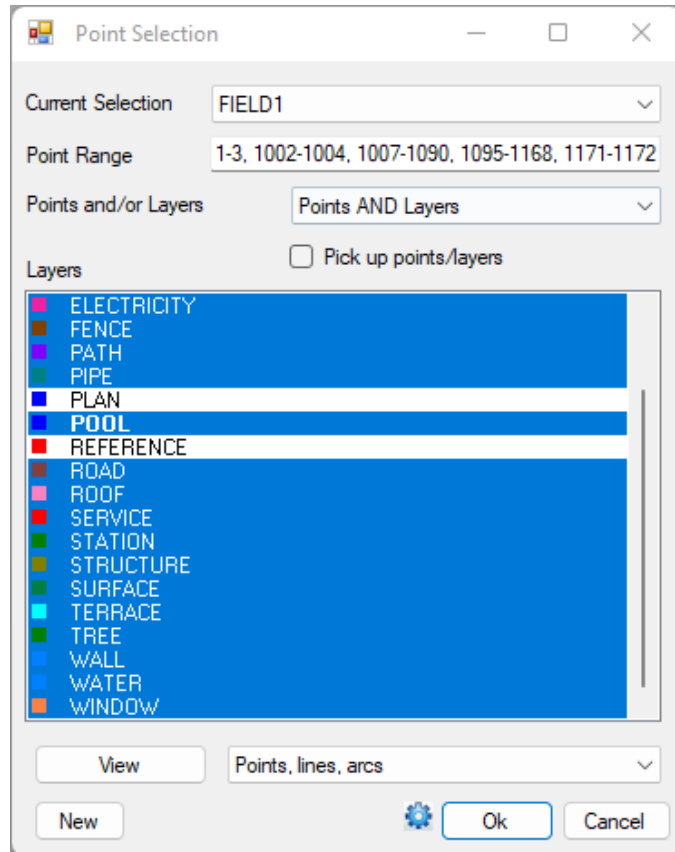 Point Selection
Current Selection FIELD1
Point Range 1-3, 1002-1004, 1007-1090, 1095-1168, 1171-1172
Points and/or Layers Points AND Layers
Pick up points/layers
Layers
ELECTRICITY
FENCE
PATH
PIPE
PLAN
POOL
REFERENCE
ROAD
ROOF
SERVICE
STATION
STRUCTURE
SURFACE
TERRACE
TREE
WALL
WATER
WINDOW
View Points, lines, arcs
New Ok Cancel